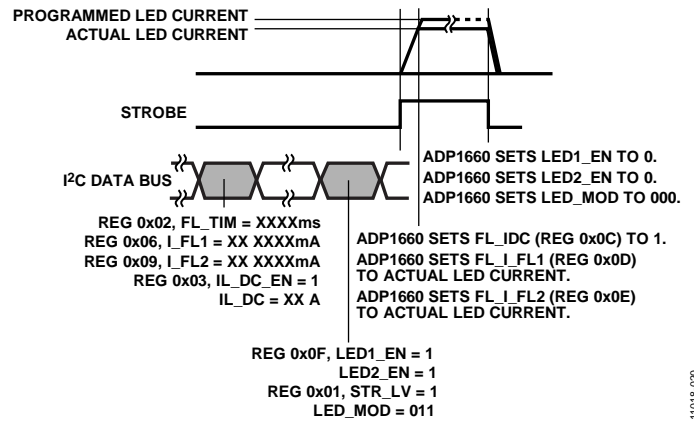 PROGRAMMED LED CURRENT
ACTUAL LED CURRENT
STROBE
I²C DATA BUS
ADP1660 SETS LED1_EN TO 0.
ADP1660 SETS LED2_EN TO 0.
ADP1660 SETS LED_MOD TO 000.
REG 0x02, FL_TIM = XXXXms
REG 0x06, I_FL1 = XX XXXXmA
REG 0x09, I_FL2 = XX XXXXmA
REG 0x03, IL_DC_EN = 1
IL_DC = XX A
ADP1660 SETS FL_IDC (REG 0x0C) TO 1.
ADP1660 SETS FL_I_FL1 (REG 0x0D)
TO ACTUAL LED CURRENT.
ADP1660 SETS FL_I_FL2 (REG 0x0E)
TO ACTUAL LED CURRENT.
REG 0x0F, LED1_EN = 1
LED2_EN = 1
REG 0x01, STR_LV = 1
LED_MOD = 011